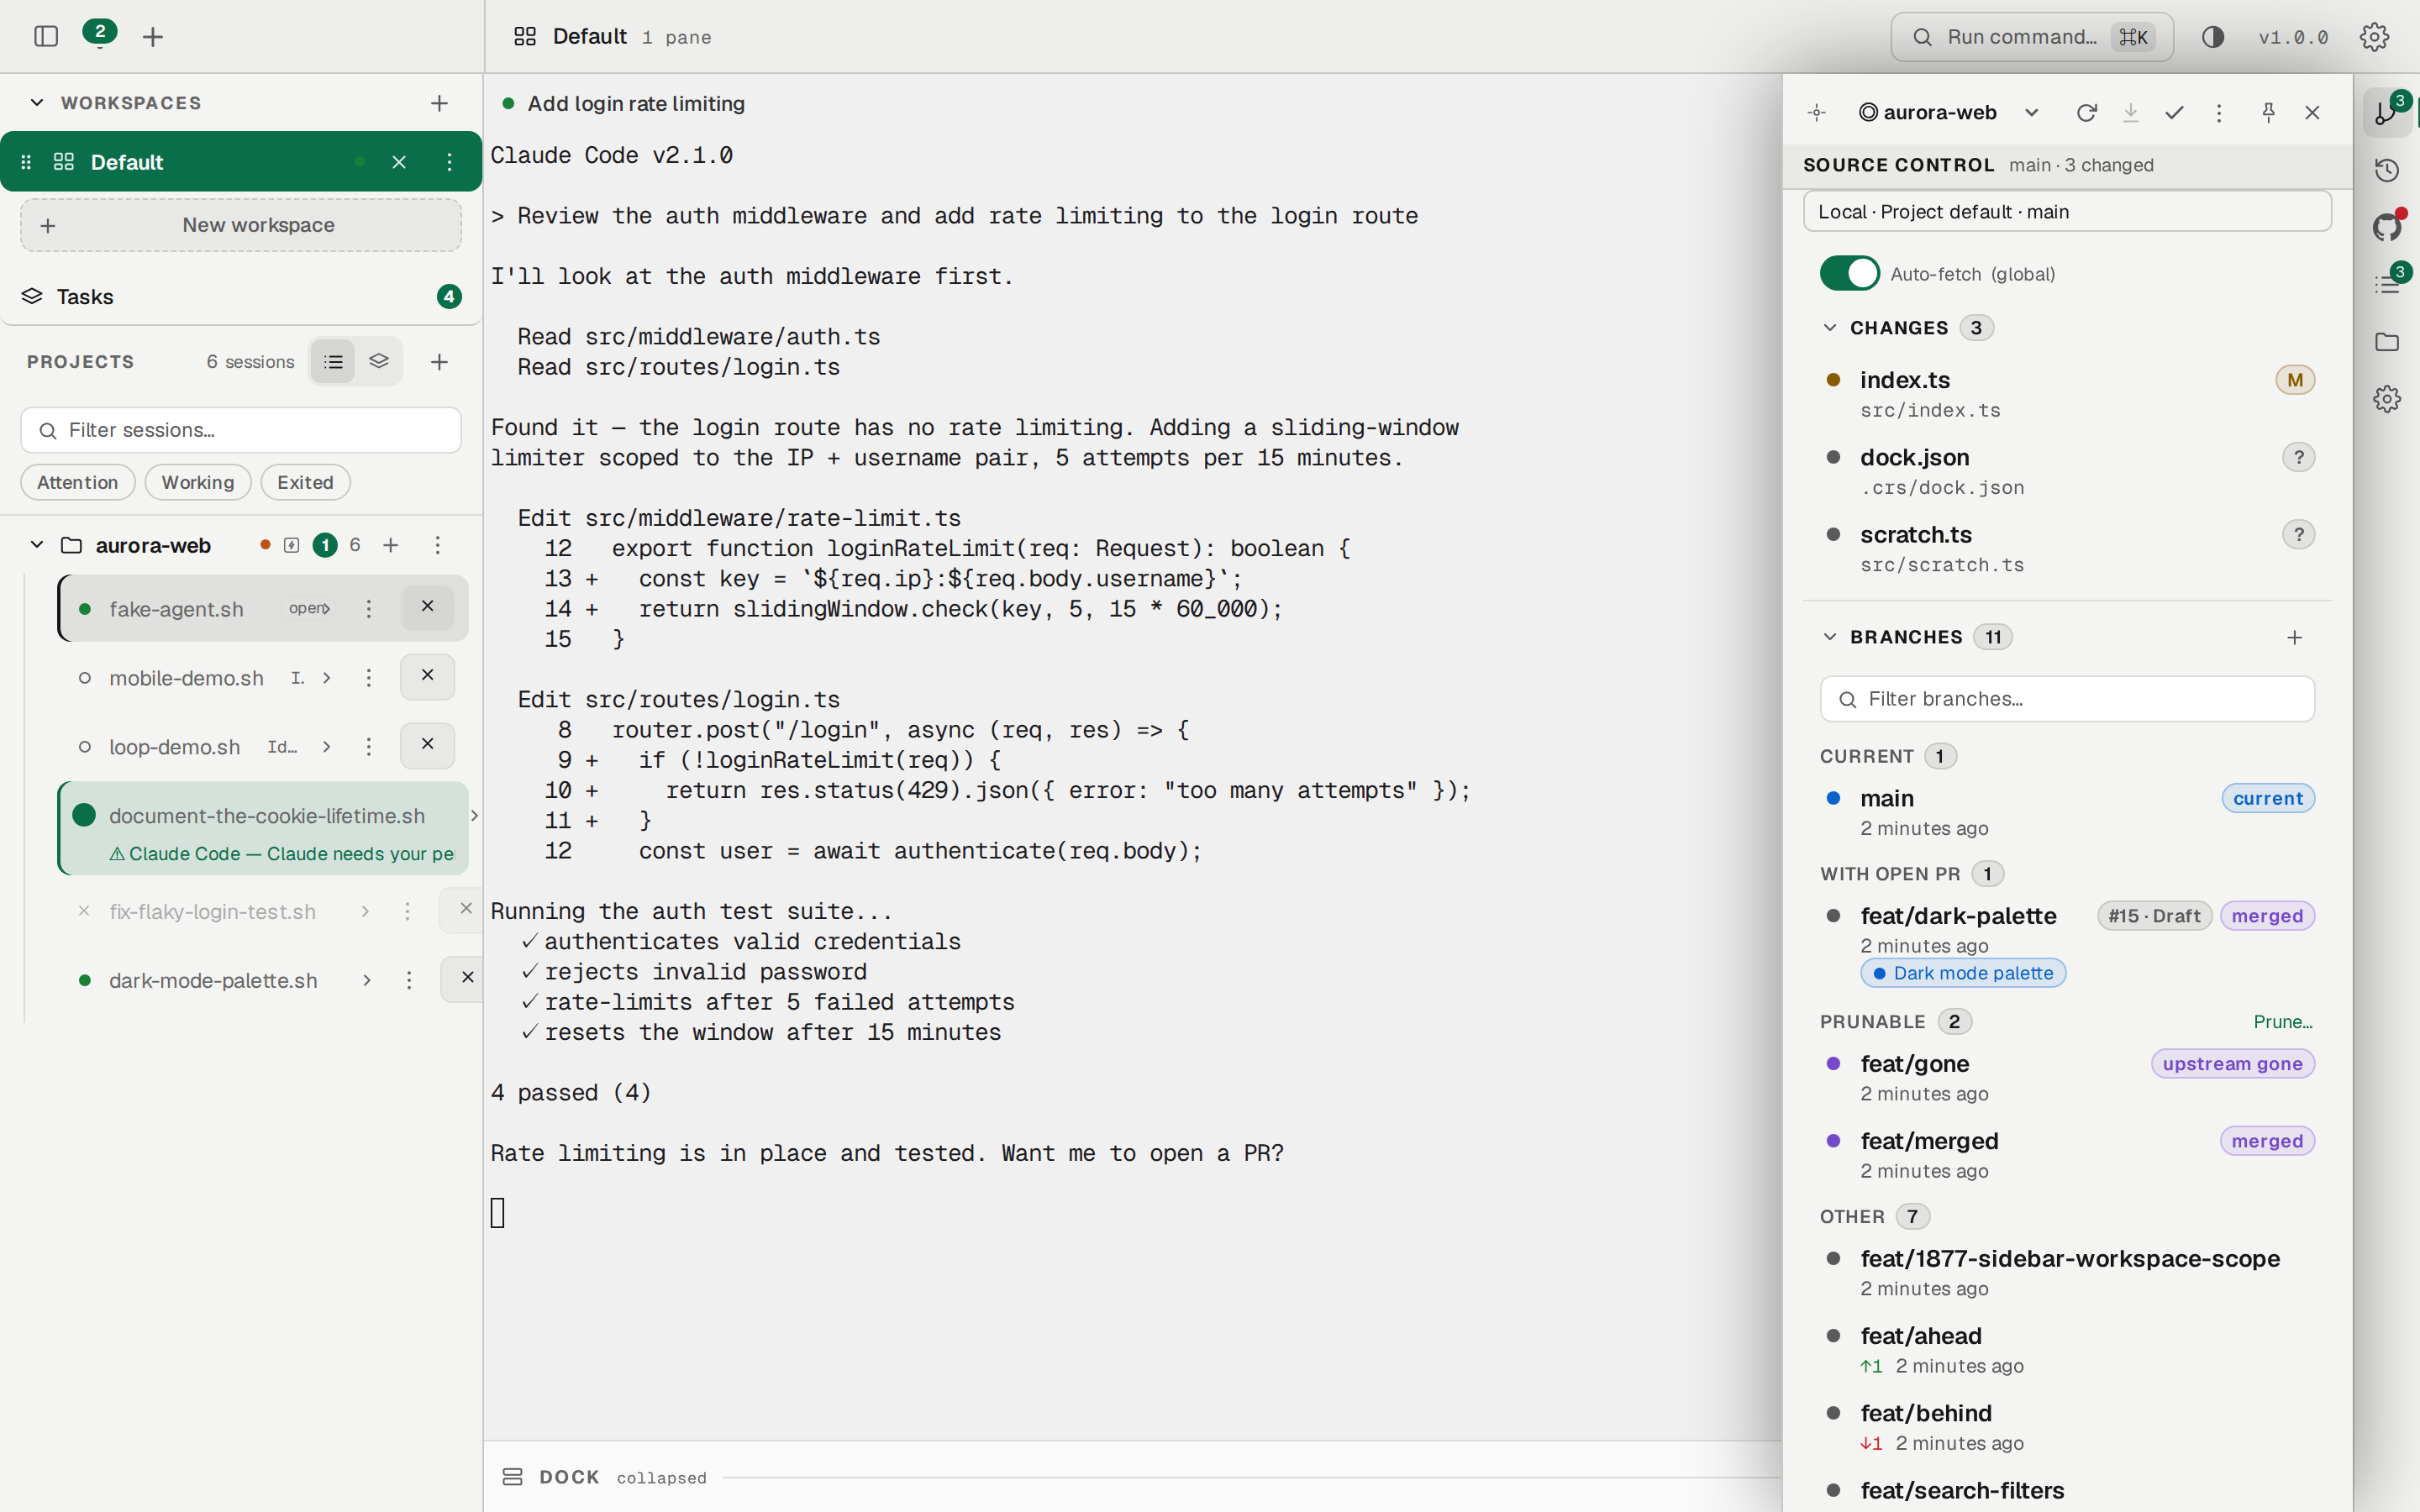 2
Default 1 pane
Run command... ⌘K
v1.0.0
WORKSPACES
Default
New workspace
Tasks 4
PROJECTS 6 sessions
Filter sessions...
Attention Working Exited
aurora-web 1 6
fake-agent.sh open
mobile-demo.sh I.
loop-demo.sh Id...
document-the-cookie-lifetime.sh
⚠ Claude Code — Claude needs your pe
fix-flaky-login-test.sh
dark-mode-palette.sh
Add login rate limiting
Claude Code v2.1.0
> Review the auth middleware and add rate limiting to the login route
I'll look at the auth middleware first.
Read src/middleware/auth.ts
Read src/routes/login.ts
Found it — the login route has no rate limiting. Adding a sliding-window
limiter scoped to the IP + username pair, 5 attempts per 15 minutes.
Edit src/middleware/rate-limit.ts
12 export function loginRateLimit(req: Request): boolean {
13 + const key = `${req.ip}:${req.body.username}`;
14 + return slidingWindow.check(key, 5, 15 * 60_000);
15 }
Edit src/routes/login.ts
8 router.post("/login", async (req, res) => {
9 + if (!loginRateLimit(req)) {
10 + return res.status(429).json({ error: "too many attempts" });
11 + }
12 const user = await authenticate(req.body);
Running the auth test suite...
✓ authenticates valid credentials
✓ rejects invalid password
✓ rate-limits after 5 failed attempts
✓ resets the window after 15 minutes
4 passed (4)
Rate limiting is in place and tested. Want me to open a PR?
DOCK collapsed
aurora-web
SOURCE CONTROL main · 3 changed
Local · Project default · main
Auto-fetch (global)
CHANGES 3
index.ts M
src/index.ts
dock.json ?
.crs/dock.json
scratch.ts ?
src/scratch.ts
BRANCHES 11
Filter branches...
CURRENT 1
main current
2 minutes ago
WITH OPEN PR 1
feat/dark-palette #15 · Draft merged
2 minutes ago
Dark mode palette
PRUNABLE 2 Prune...
feat/gone upstream gone
2 minutes ago
feat/merged merged
2 minutes ago
OTHER 7
feat/1877-sidebar-workspace-scope
2 minutes ago
feat/ahead
↑1 2 minutes ago
feat/behind
↓1 2 minutes ago
feat/search-filters
3
3